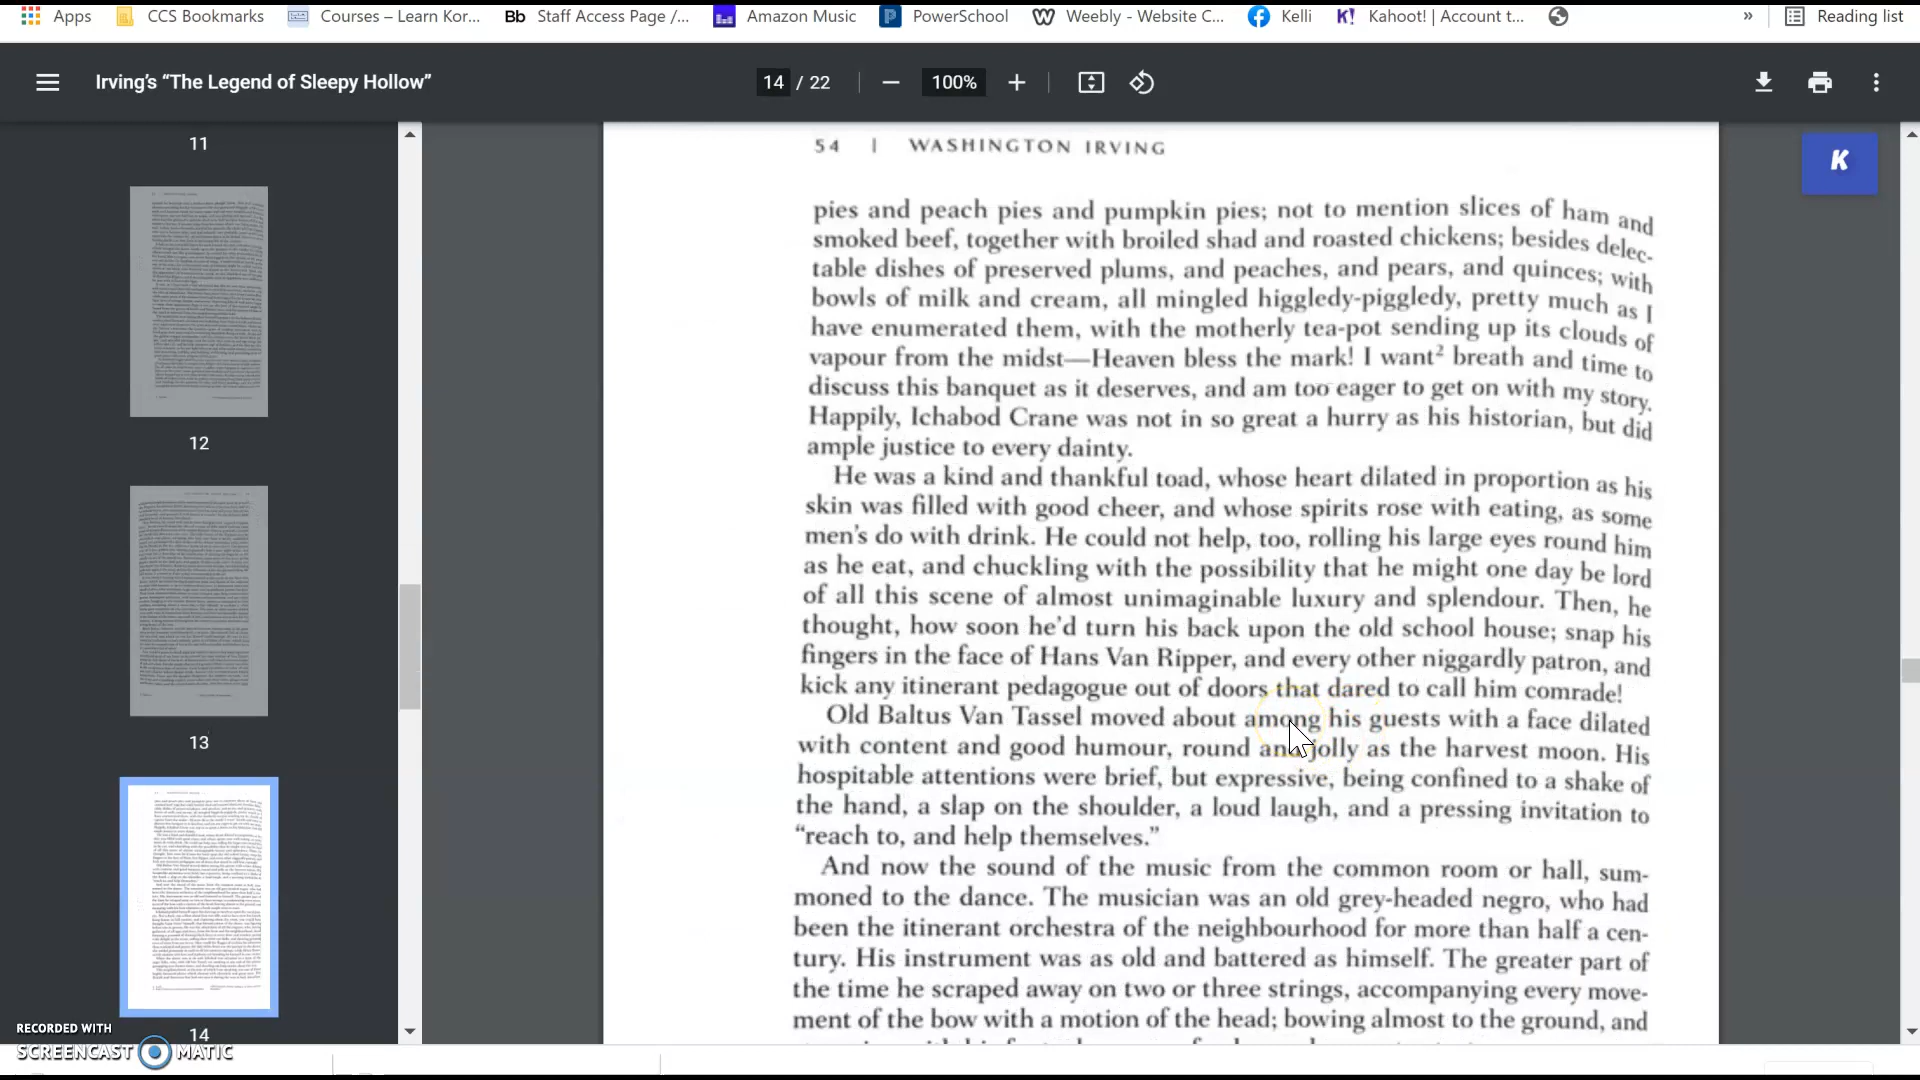 Apps CCS Bookmarks Courses – Learn Kor... Bb Staff Access Page /... Amazon Music PowerSchool Weebly - Website C... Kelli K! Kahoot! | Account t... » Reading list
Irving's "The Legend of Sleepy Hollow" 14 / 22 — 100% +
11
12
13
14
K
54 | WASHINGTON IRVING
pies and peach pies and pumpkin pies; not to mention slices of ham and
smoked beef, together with broiled shad and roasted chickens; besides delec-
table dishes of preserved plums, and peaches, and pears, and quinces; with
bowls of milk and cream, all mingled higgledy-piggledy, pretty much as I
have enumerated them, with the motherly tea-pot sending up its clouds of
vapour from the midst—Heaven bless the mark! I want² breath and time to
discuss this banquet as it deserves, and am too eager to get on with my story.
Happily, Ichabod Crane was not in so great a hurry as his historian, but did
ample justice to every dainty.
He was a kind and thankful toad, whose heart dilated in proportion as his
skin was filled with good cheer, and whose spirits rose with eating, as some
men's do with drink. He could not help, too, rolling his large eyes round him
as he eat, and chuckling with the possibility that he might one day be lord
of all this scene of almost unimaginable luxury and splendour. Then, he
thought, how soon he'd turn his back upon the old school house; snap his
fingers in the face of Hans Van Ripper, and every other niggardly patron, and
kick any itinerant pedagogue out of doors that dared to call him comrade!
Old Baltus Van Tassel moved about among his guests with a face dilated
with content and good humour, round and jolly as the harvest moon. His
hospitable attentions were brief, but expressive, being confined to a shake of
the hand, a slap on the shoulder, a loud laugh, and a pressing invitation to
"reach to, and help themselves."
And now the sound of the music from the common room or hall, sum-
moned to the dance. The musician was an old grey-headed negro, who had
been the itinerant orchestra of the neighbourhood for more than half a cen-
tury. His instrument was as old and battered as himself. The greater part of
the time he scraped away on two or three strings, accompanying every move-
ment of the bow with a motion of the head; bowing almost to the ground, and
RECORDED WITH
SCREENCAST MATIC